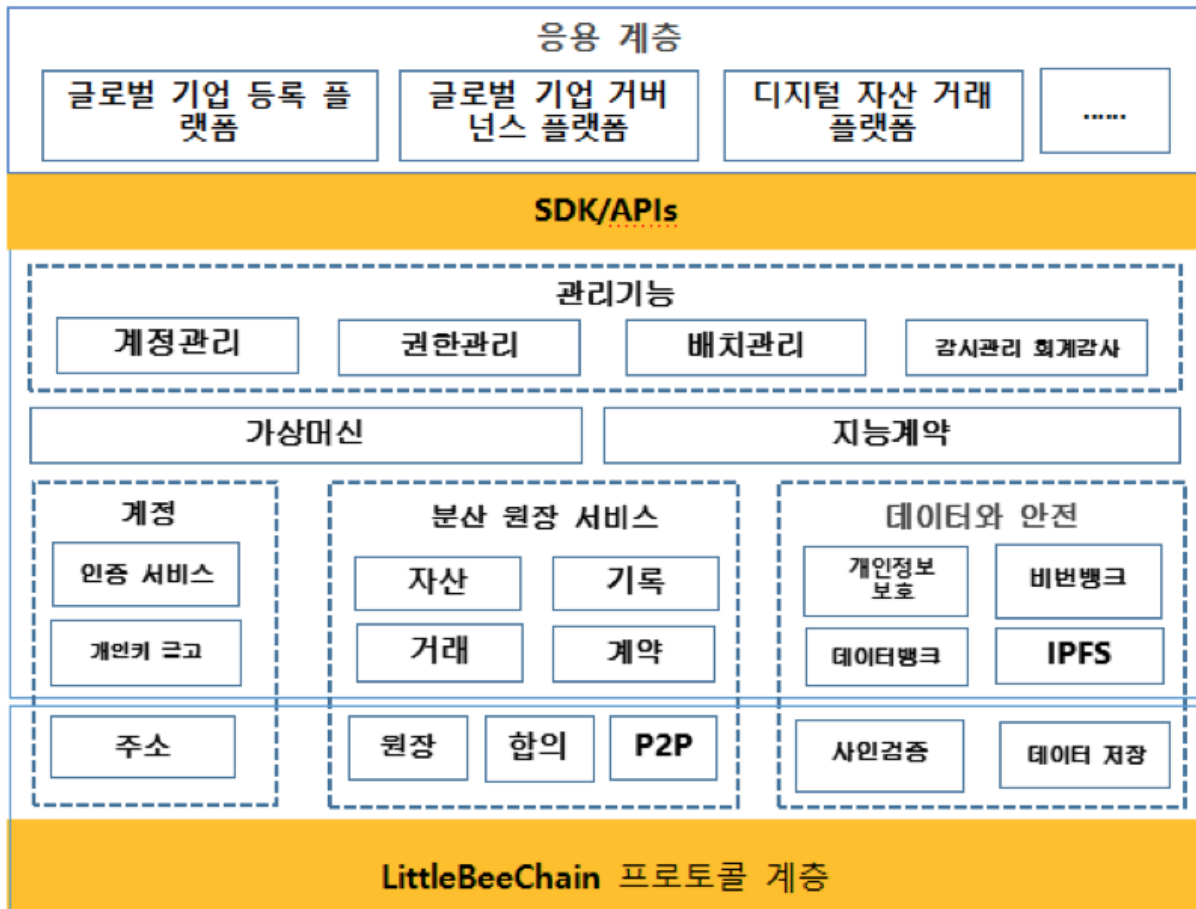 응용 계층
글로벌 기업 등록 플
랫폼
글로벌 기업 거버
넌스 플랫폼
디지털 자산 거래
플랫폼
......
SDK/APIs
관리기능
계정관리
권한관리
배치관리
감시관리 회계감사
가상머신
지능계약
계정
인증 서비스
개인키 금고
주소
분산 원장 서비스
자산
기록
거래
계약
원장
합의
P2P
데이터와 안전
개인정보
보호
비번뱅크
데이터뱅크
IPFS
사인검증
데이터 저장
LittleBeeChain 프로토콜 계층